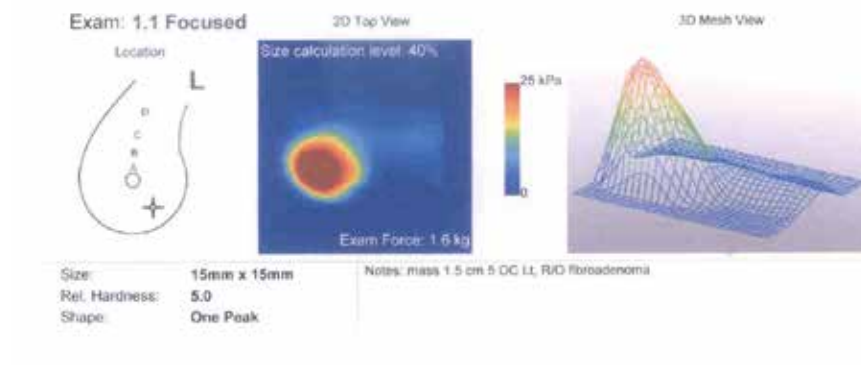 Exam: 1.1 Focused
2D Top View
3D Mesh View
Location
L
D
C
B
A
Size calculation level: 40%
25 kPa
0
Exam Force: 1.6 kg
Size: 15mm x 15mm
Rel. Hardness: 5.0
Shape: One Peak
Notes: mass 1.5 cm 5 OC Lt, R/O fibroadenoma